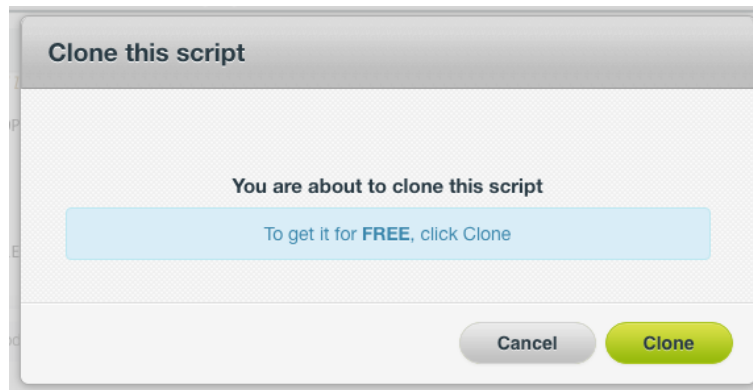 Clone this script
You are about to clone this script
To get it for FREE, click Clone
Cancel
Clone